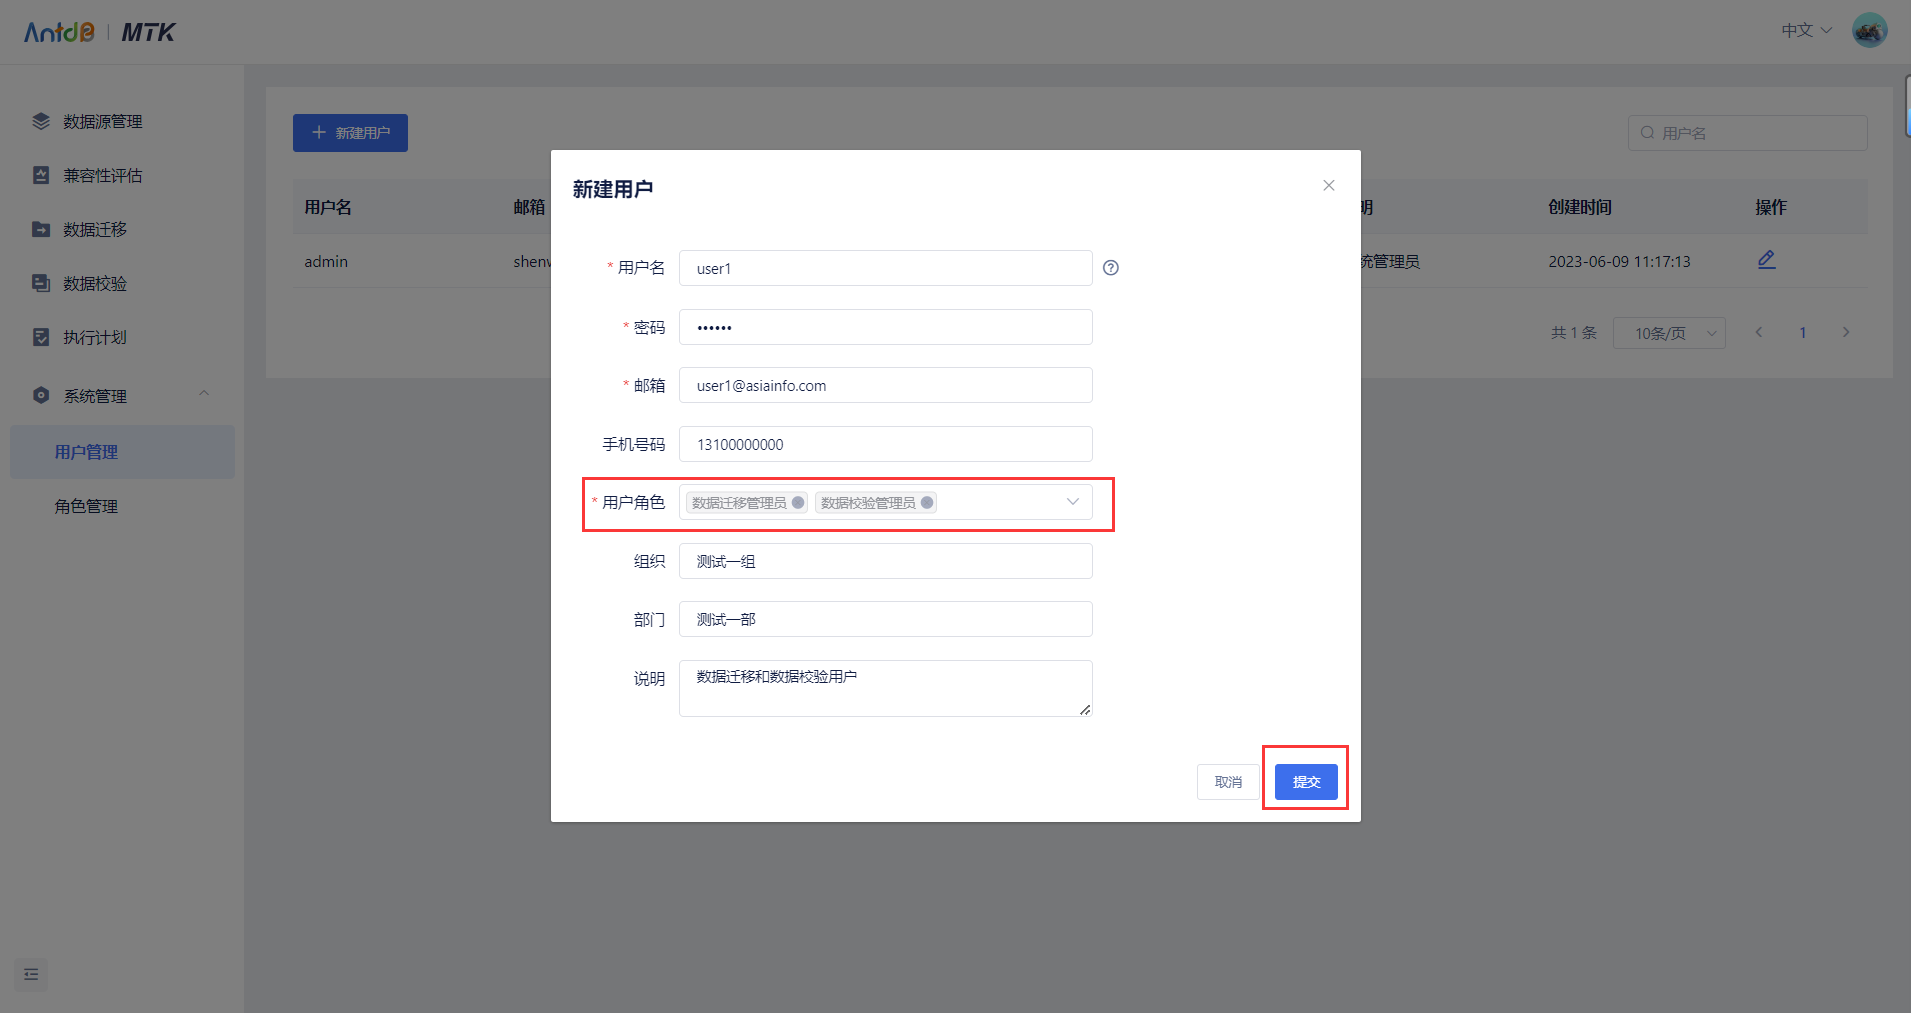 AntdB | MTK
中文
数据源管理
兼容性评估
数据迁移
数据校验
执行计划
系统管理
用户管理
角色管理
新建用户
用户名
用户名 邮箱 明 创建时间 操作
admin shenw 统管理员 2023-06-09 11:17:13
共 1 条 10条/页 1
新建用户
* 用户名 user1
* 密码 ••••••
* 邮箱 user1@asiainfo.com
手机号码 13100000000
* 用户角色 数据迁移管理员 数据校验管理员
组织 测试一组
部门 测试一部
说明 数据迁移和数据校验用户
取消 提交